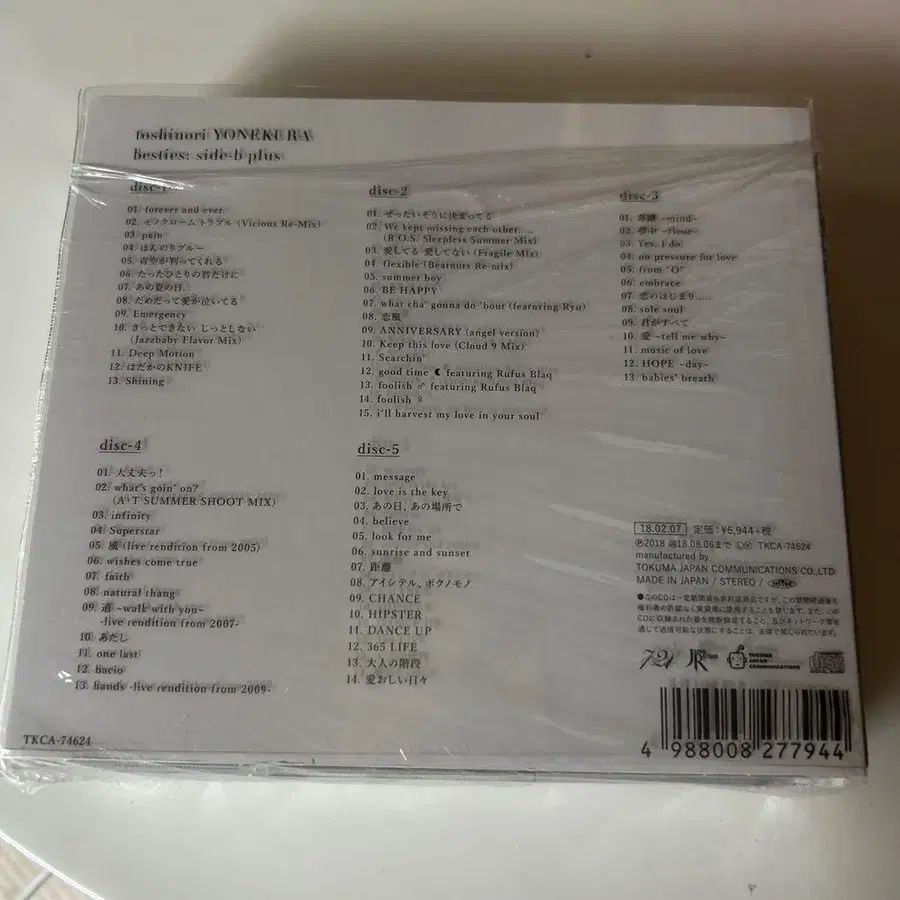 toshinori YONEKURA
besties: side-b plus
disc-1
01. forever and ever
02. モノクローム トラブル (Vicious Re-Mix)
03. pain
04. ほんのりブルー
05. 青空が判ってくれる
06. たったひとりの君だけに
07. あの夏の日..
08. だめだって愛が泣いてる
09. Emergency
10. きっとできない じっとしない
(Jazzbaby Flavor Mix)
11. Deep Motion
12. はだかのKNIFE
13. Shining
disc-2
01. ぜったいそうに決まってる
02. We kept missing each other.....
(R.O.S. Sleepless Summer Mix)
03. 愛してる 愛してない (Fragile Mix)
04. flexible (Beatnuts Re-mix)
05. summer boy
06. BE HAPPY
07. what cha' gonna do 'bout (featuring Ryu)
08. 恋風
09. ANNIVERSARY (angel version)
10. Keep this love (Cloud 9 Mix)
11. Searchin'
12. good time ☾ featuring Rufus Blaq
13. foolish ♂ featuring Rufus Blaq
14. foolish ♀
15. i'll harvest my love in your soul
disc-3
01. ~mind~
02. 夢中 ~flour~
03. Yes, I do
04. no pressure for love
05. from "O"
06. embrace
07. 恋のはじまり.....
08. sole soul
09. 君がすべて
10. 愛 ~tell me why~
11. music of love
12. HOPE ~day~
13. babies' breath
disc-4
01. 大丈夫っ!
02. what's goin' on?
(A・T SUMMER SHOOT MIX)
03. infinity
04. Superstar
05. 風 (live rendition from 2005)
06. wishes come true
07. faith
08. natural thang
09. 道 ~walk with you~
-live rendition from 2007-
10. あたし
11. one last
12. bacio
13. hands -live rendition from 2009-
disc-5
01. message
02. love is the key
03. あの日、あの場所で
04. believe
05. look for me
06. sunrise and sunset
07. 距離
08. アイシテル、ボクノモノ
09. CHANCE
10. HIPSTER
11. DANCE UP
12. 365 LIFE
13. 大人の階段
14. 愛おしい日々
18.02.07 定価:¥6,944+税
Ⓟ2018 18.08.06まで TKCA-74624
manufactured by
TOKUMA JAPAN COMMUNICATIONS CO.,LTD.
MADE IN JAPAN / STEREO /
721 JR TOKUMA JAPAN COMMUNICATIONS
TKCA-74624
4 988008 277944